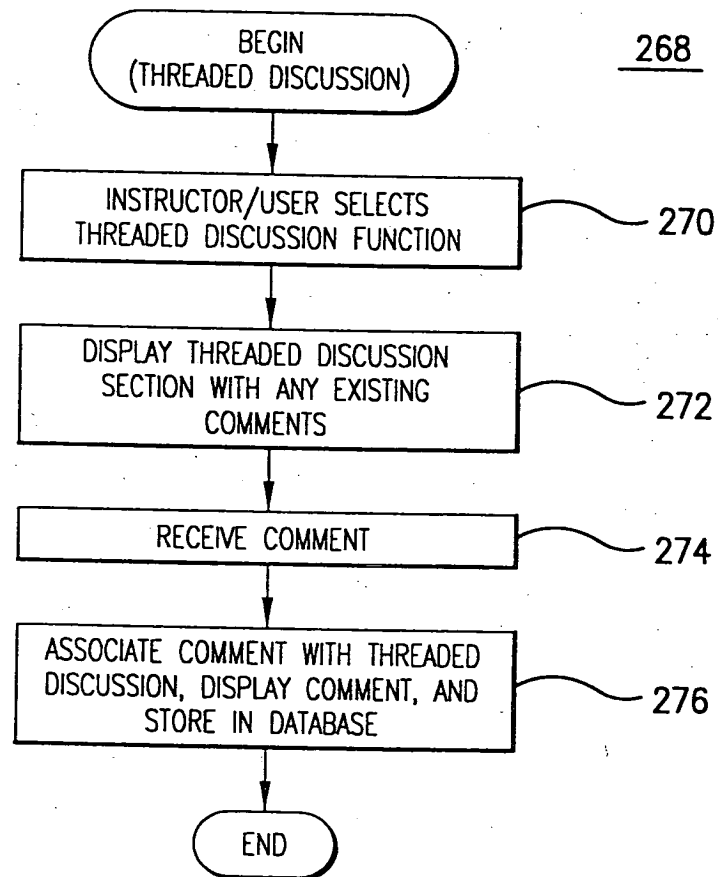 BEGIN
(THREADED DISCUSSION)
268
INSTRUCTOR/USER SELECTS
THREADED DISCUSSION FUNCTION
270
DISPLAY THREADED DISCUSSION
SECTION WITH ANY EXISTING
COMMENTS
272
RECEIVE COMMENT
274
ASSOCIATE COMMENT WITH THREADED
DISCUSSION, DISPLAY COMMENT, AND
STORE IN DATABASE
276
END